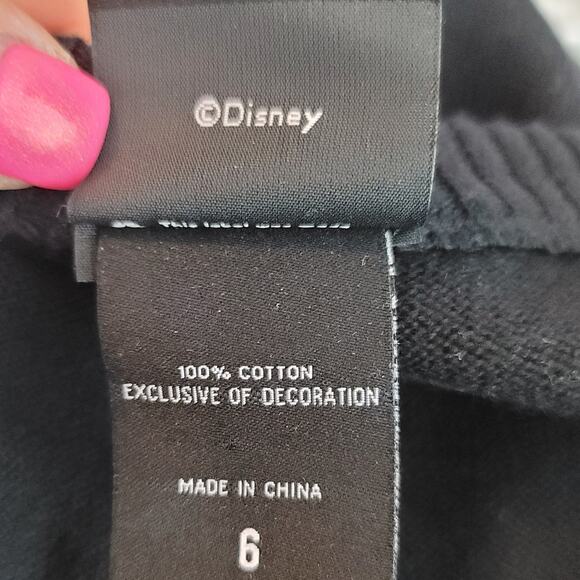 ©Disney
100% COTTON
EXCLUSIVE OF DECORATION
MADE IN CHINA
6